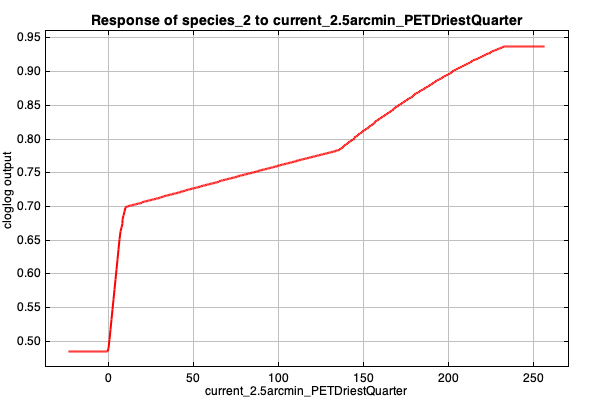 Response of species_2 to current_2.5arcmin_PETDriestQuarter
0.95
0.90
0.85
0.80
0.75
0.70
0.65
0.60
0.55
0.50
cloglog output
0 50 100 150 200 250
current_2.5arcmin_PETDriestQuarter